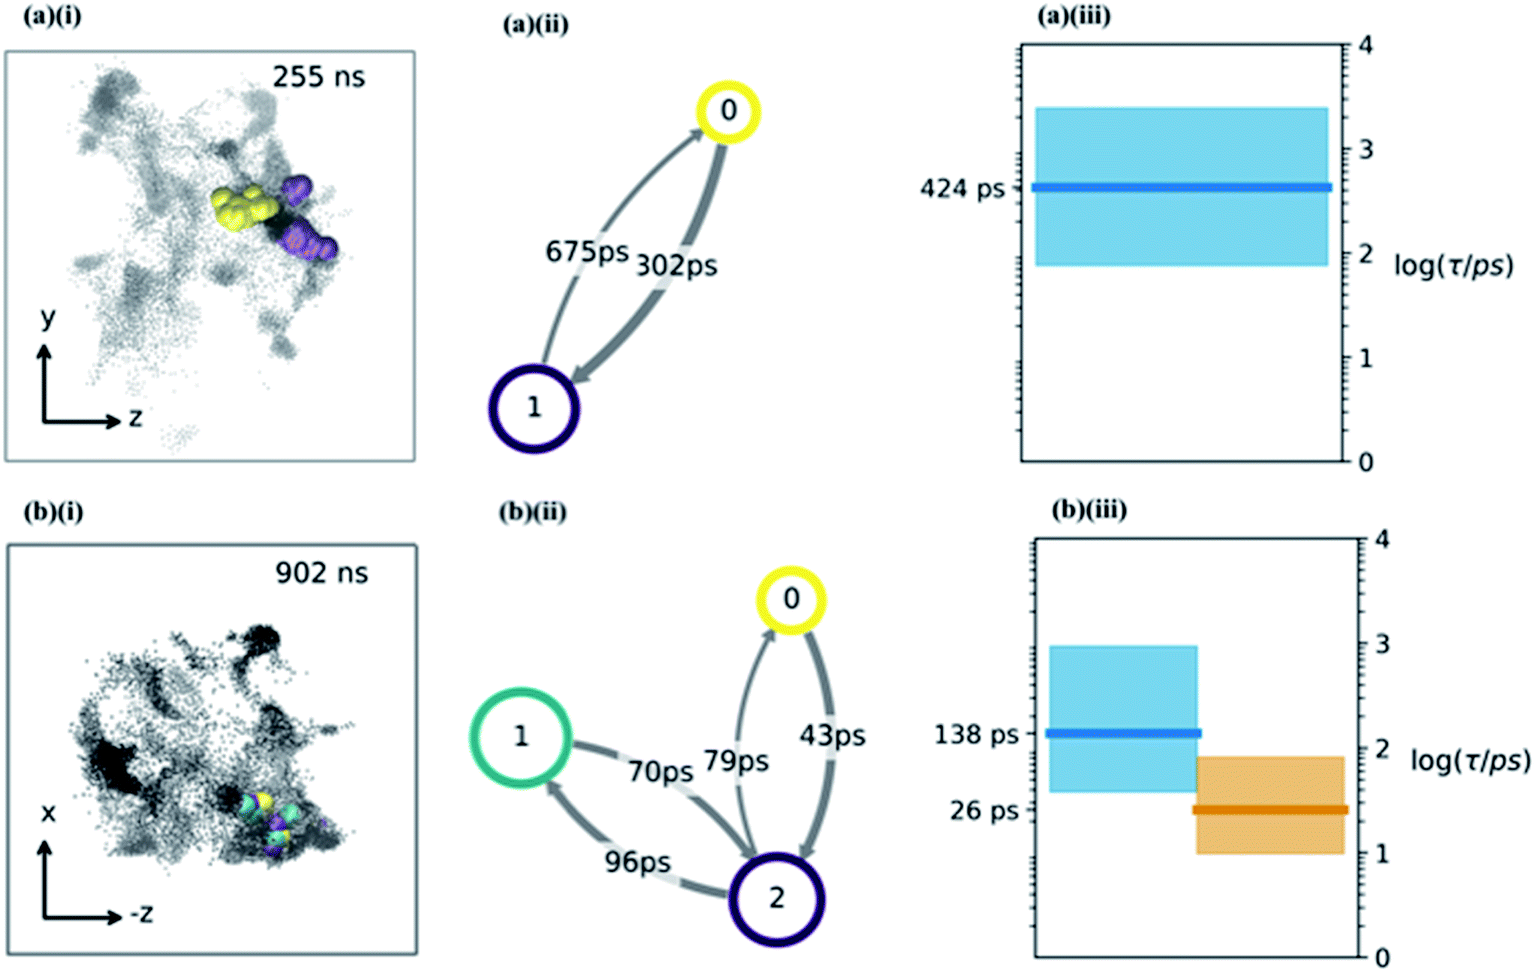 (a)(i)
255 ns
y
z
(a)(ii)
0
675ps
302ps
1
(a)(iii)
4
3
424 ps
2
log(τ/ps)
1
0
(b)(i)
902 ns
x
-z
(b)(ii)
0
1
43ps
79ps
70ps
96ps
2
(b)(iii)
4
3
138 ps
2
log(τ/ps)
26 ps
1
0